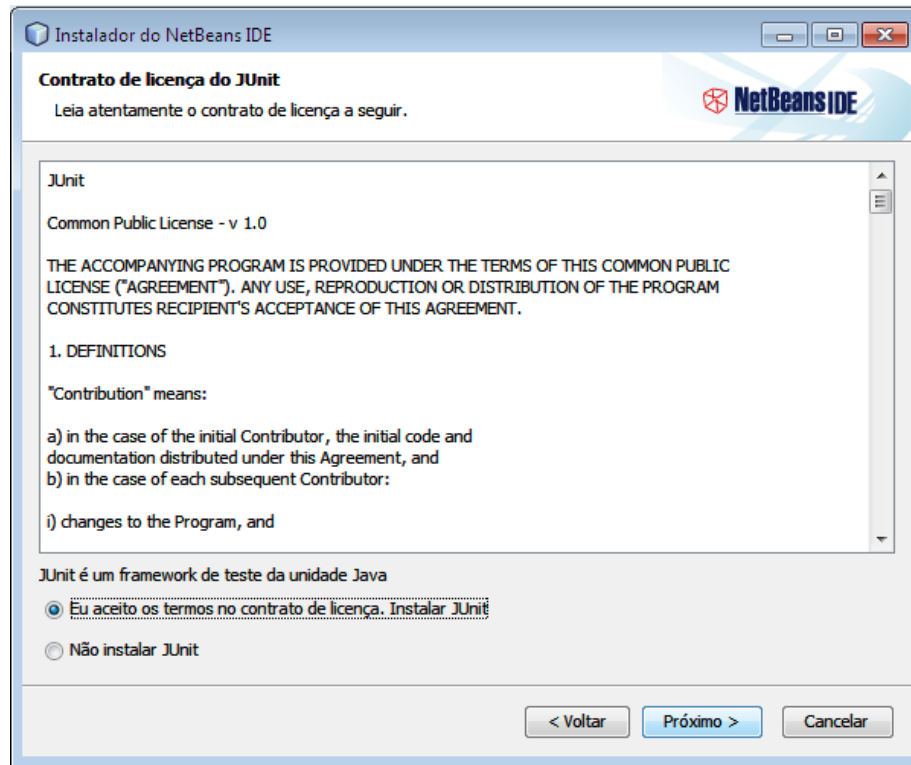 Instalador do NetBeans IDE
Contrato de licença do JUnit
Leia atentamente o contrato de licença a seguir.
NetBeans IDE
JUnit
Common Public License - v 1.0
THE ACCOMPANYING PROGRAM IS PROVIDED UNDER THE TERMS OF THIS COMMON PUBLIC
LICENSE ("AGREEMENT"). ANY USE, REPRODUCTION OR DISTRIBUTION OF THE PROGRAM
CONSTITUTES RECIPIENT'S ACCEPTANCE OF THIS AGREEMENT.
1. DEFINITIONS
"Contribution" means:
a) in the case of the initial Contributor, the initial code and
documentation distributed under this Agreement, and
b) in the case of each subsequent Contributor:
i) changes to the Program, and
JUnit é um framework de teste da unidade Java
Eu aceito os termos no contrato de licença. Instalar JUnit
Não instalar JUnit
< Voltar
Próximo >
Cancelar